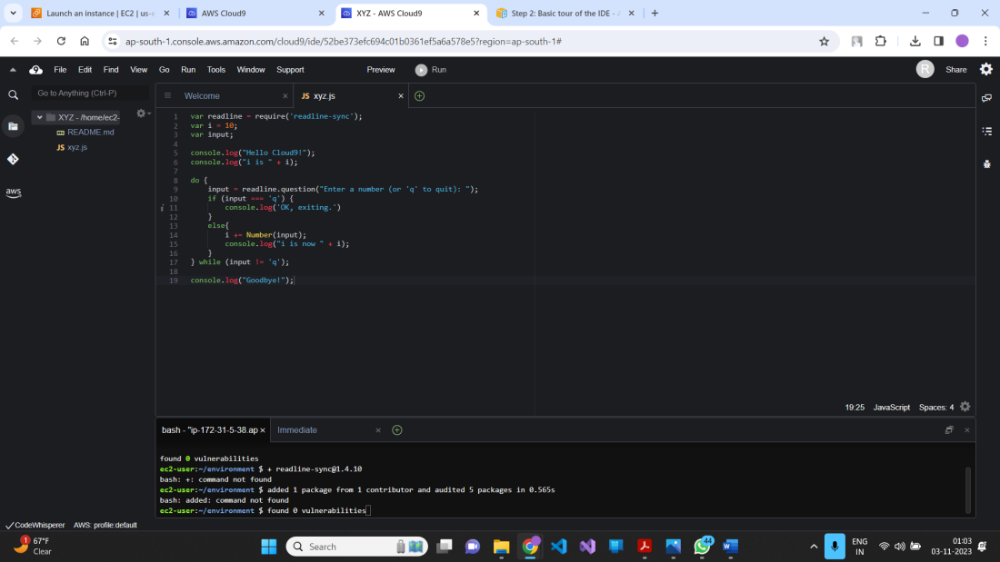 Launch an instance | EC2 | us-e
AWS Cloud9
XYZ - AWS Cloud9
Step 2: Basic tour of the IDE - A
ap-south-1.console.aws.amazon.com/cloud9/ide/52be373efc694c01b0361ef5a6a578e5?region=ap-south-1#
File Edit Find View Go Run Tools Window Support Preview Run R Share
Go to Anything (Ctrl-P)
Welcome
JS xyz.js
XYZ - /home/ec2-
README.md
JS xyz.js
aws
1 var readline = require('readline-sync');
2 var i = 10;
3 var input;
4
5 console.log("Hello Cloud9!");
6 console.log("i is " + i);
7
8 do {
9 input = readline.question("Enter a number (or 'q' to quit): ");
10 if (input === 'q') {
i 11 console.log('OK, exiting.')
12 }
13 else{
14 i += Number(input);
15 console.log("i is now " + i);
16 }
17 } while (input != 'q');
18
19 console.log("Goodbye!");
19:25 JavaScript Spaces: 4
bash - "ip-172-31-5-38.ap
Immediate
found 0 vulnerabilities
ec2-user:~/environment $ + readline-sync@1.4.10
bash: +: command not found
ec2-user:~/environment $ added 1 package from 1 contributor and audited 5 packages in 0.565s
bash: added: command not found
ec2-user:~/environment $ found 0 vulnerabilities
CodeWhisperer AWS: profile:default
1
67°F
Clear
Search
44
ENG
IN
01:03
03-11-2023